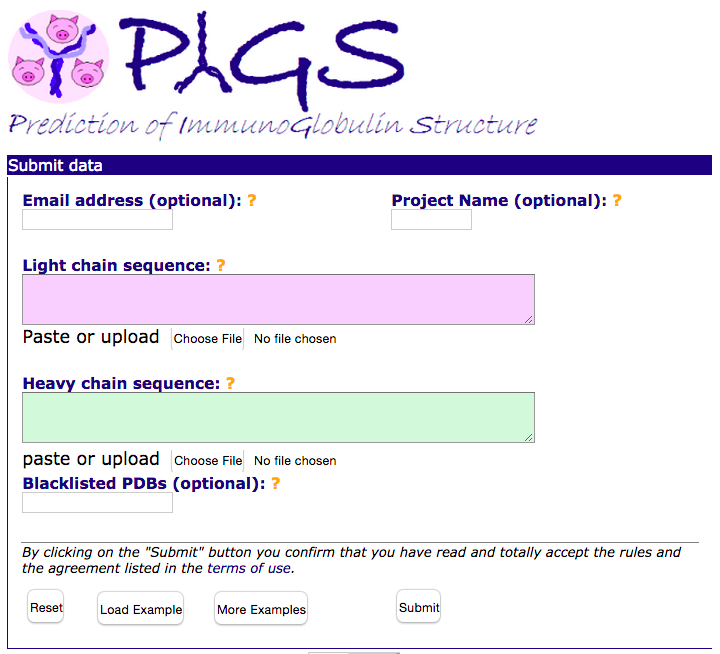 PIGS
Prediction of ImmunoGlobulin Structure
Submit data
Email address (optional): ? Project Name (optional): ?
Light chain sequence: ?
Paste or upload Choose File No file chosen
Heavy chain sequence: ?
paste or upload Choose File No file chosen
Blacklisted PDBs (optional): ?
By clicking on the "Submit" button you confirm that you have read and totally accept the rules and
the agreement listed in the terms of use.
Reset Load Example More Examples Submit